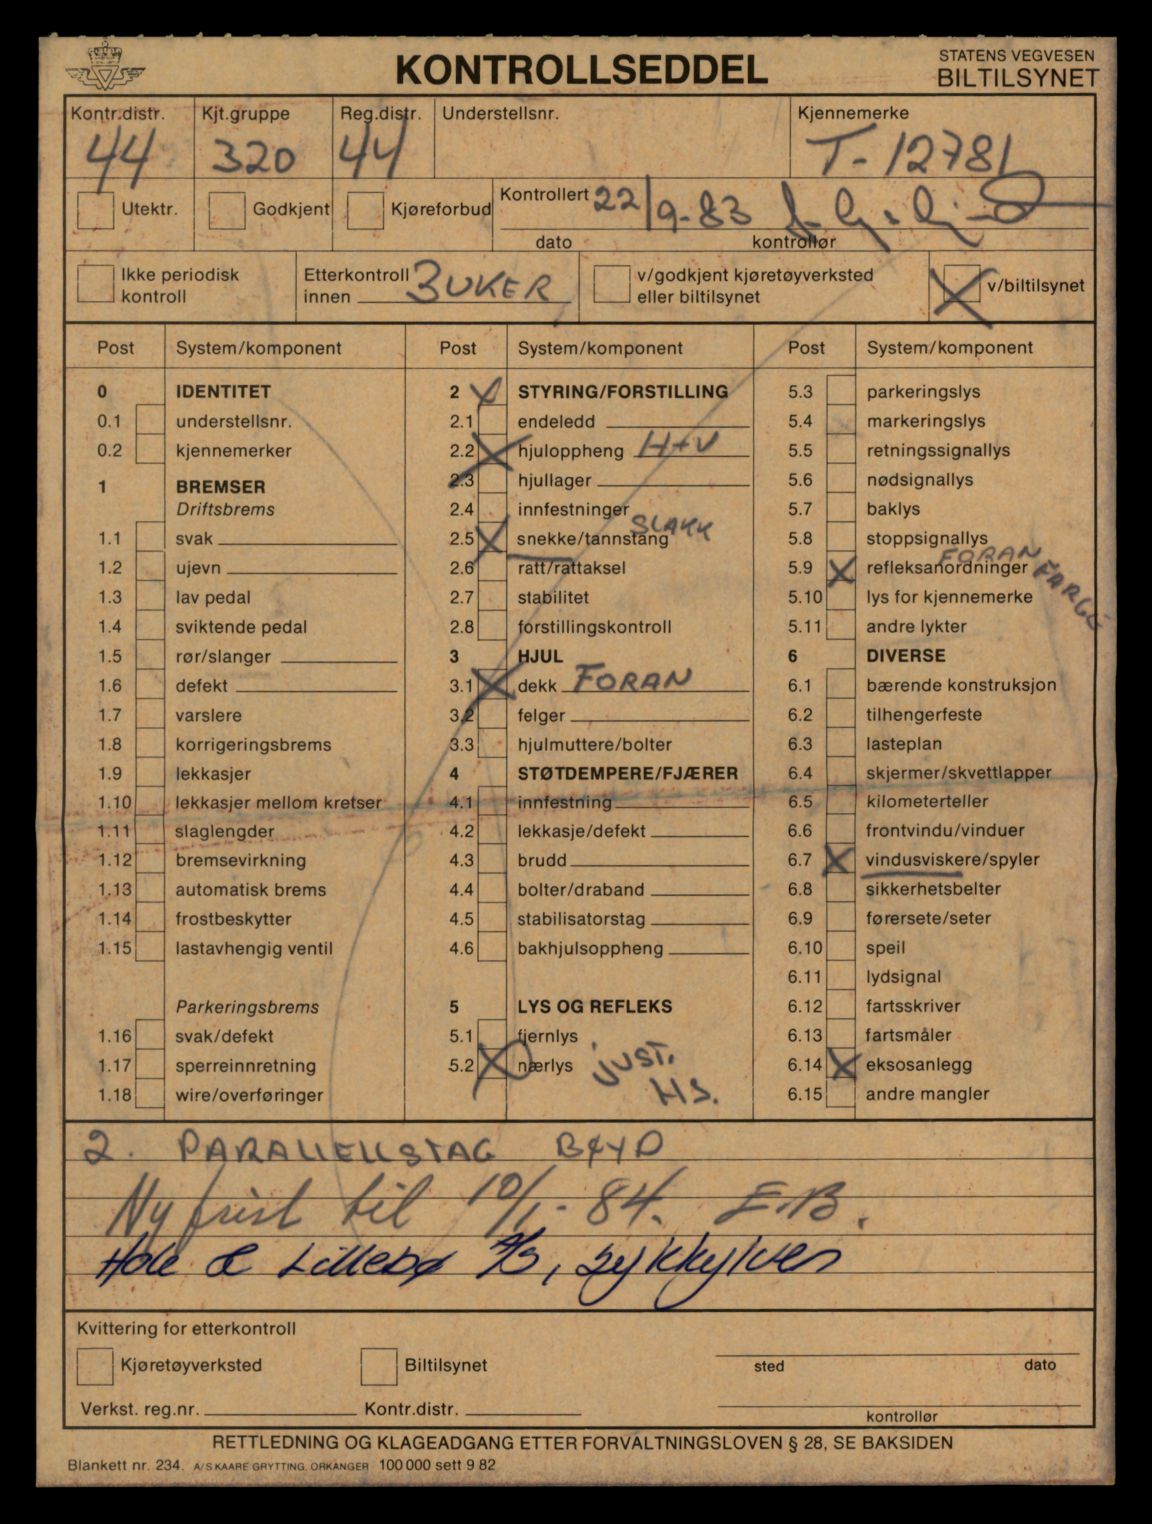 KONTROLLSEDDEL
STATENS VEGVESEN
BILTILSYNET
Kontr.distr. Kjt.gruppe Reg.distr. Understellsnr. Kjennemerke
44 320 44 T-12781
Utektr. Godkjent Kjøreforbud Kontrollert 22/9-83
dato kontrollør
Ikke periodisk kontroll
Etterkontroll innen 3 UKER
v/godkjent kjøretøyverksted eller biltilsynet
X v/biltilsynet
Post System/komponent
0 IDENTITET
0.1 understellsnr.
0.2 kjennemerker
1 BREMSER
Driftsbrems
1.1 svak
1.2 ujevn
1.3 lav pedal
1.4 sviktende pedal
1.5 rør/slanger
1.6 defekt
1.7 varslere
1.8 korrigeringsbrems
1.9 lekkasjer
1.10 lekkasjer mellom kretser
1.11 slaglengder
1.12 bremsevirkning
1.13 automatisk brems
1.14 frostbeskytter
1.15 lastavhengig ventil
Parkeringsbrems
1.16 svak/defekt
1.17 sperreinnretning
1.18 wire/overføringer
Post System/komponent
2 X STYRING/FORSTILLING
2.1 endeledd
2.2 X hjuloppheng H+V
2.3 hjullager
2.4 innfestninger
2.5 X snekke/tannstang SLAKK
2.6 ratt/rattaksel
2.7 stabilitet
2.8 forstillingskontroll
3 HJUL
3.1 X dekk FORAN
3.2 felger
3.3 hjulmuttere/bolter
4 STØTDEMPERE/FJÆRER
4.1 innfestning
4.2 lekkasje/defekt
4.3 brudd
4.4 bolter/draband
4.5 stabilisatorstag
4.6 bakhjulsoppheng
5 LYS OG REFLEKS
5.1 fjernlys
5.2 X nærlys JUST.
HS.
Post System/komponent
5.3 parkeringslys
5.4 markeringslys
5.5 retningssignallys
5.6 nødsignallys
5.7 baklys
5.8 stoppsignallys
5.9 X refleksanordninger FORAN FARGE
5.10 lys for kjennemerke
5.11 andre lykter
6 DIVERSE
6.1 bærende konstruksjon
6.2 tilhengerfeste
6.3 lasteplan
6.4 skjermer/skvettlapper
6.5 kilometerteller
6.6 frontvindu/vinduer
6.7 X vindusviskere/spyler
6.8 sikkerhetsbelter
6.9 førersete/seter
6.10 speil
6.11 lydsignal
6.12 fartsskriver
6.13 fartsmåler
6.14 X eksosanlegg
6.15 andre mangler
2. PARALLELLSTAG
Ny frist til 10/1-84. E.B.
Hole & Lillebø A/S, Sykkylven
Kvittering for etterkontroll
Kjøretøyverksted Biltilsynet
sted dato
Verkst. reg.nr. Kontr.distr.
kontrollør
RETTLEDNING OG KLAGEADGANG ETTER FORVALTNINGSLOVEN § 28, SE BAKSIDEN
Blankett nr. 234. A/S KAARE GRYTTING, ORKANGER 100 000 sett 9 82